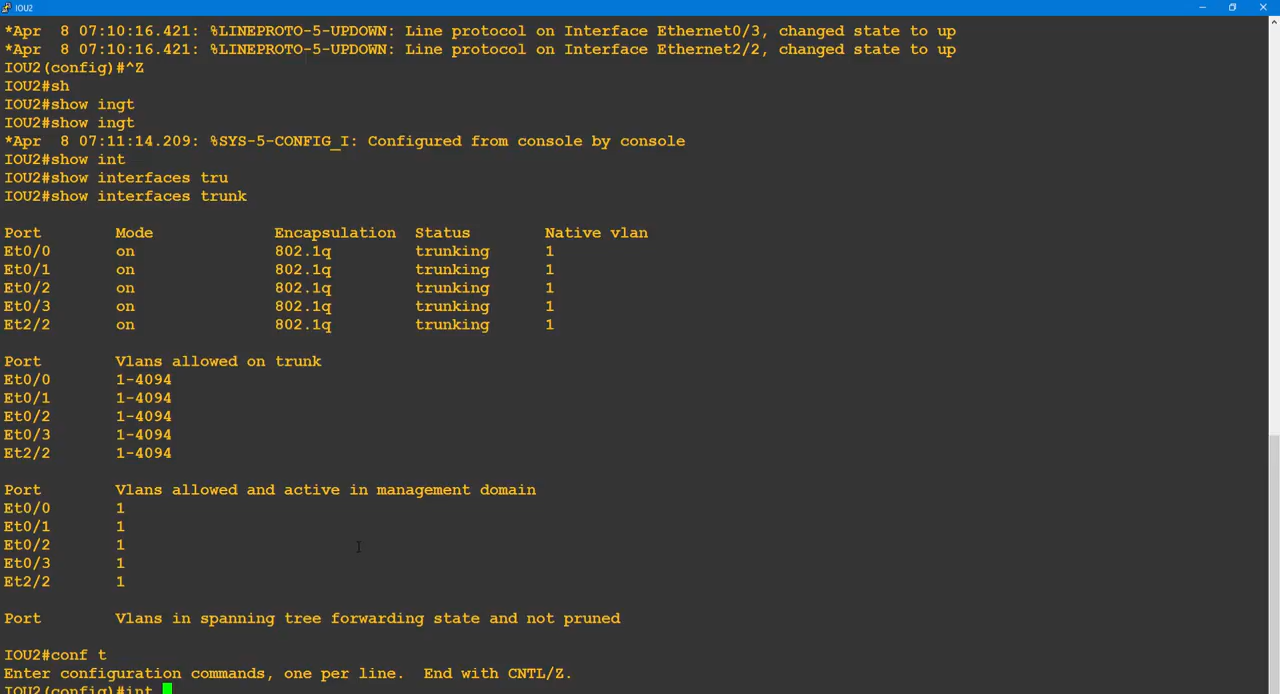 IOU2
*Apr  8 07:10:16.421: %LINEPROTO-5-UPDOWN: Line protocol on Interface Ethernet0/3, changed state to up
*Apr  8 07:10:16.421: %LINEPROTO-5-UPDOWN: Line protocol on Interface Ethernet2/2, changed state to up
IOU2(config)#^Z
IOU2#sh
IOU2#show ingt
IOU2#show ingt
*Apr  8 07:11:14.209: %SYS-5-CONFIG_I: Configured from console by console
IOU2#show int
IOU2#show interfaces tru
IOU2#show interfaces trunk
Port        Mode             Encapsulation  Status        Native vlan
Et0/0       on               802.1q         trunking      1
Et0/1       on               802.1q         trunking      1
Et0/2       on               802.1q         trunking      1
Et0/3       on               802.1q         trunking      1
Et2/2       on               802.1q         trunking      1
Port        Vlans allowed on trunk
Et0/0       1-4094
Et0/1       1-4094
Et0/2       1-4094
Et0/3       1-4094
Et2/2       1-4094
Port        Vlans allowed and active in management domain
Et0/0       1
Et0/1       1
Et0/2       1
Et0/3       1
Et2/2       1
Port        Vlans in spanning tree forwarding state and not pruned
IOU2#conf t
Enter configuration commands, one per line.  End with CNTL/Z.
IOU2(config)#int